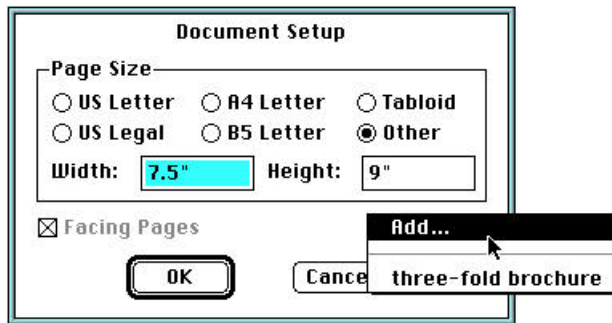 Document Setup
Page Size
US Letter A4 Letter Tabloid
US Legal B5 Letter Other
Width: 7.5" Height: 9"
Facing Pages
Add...
OK Cance
three-fold brochure